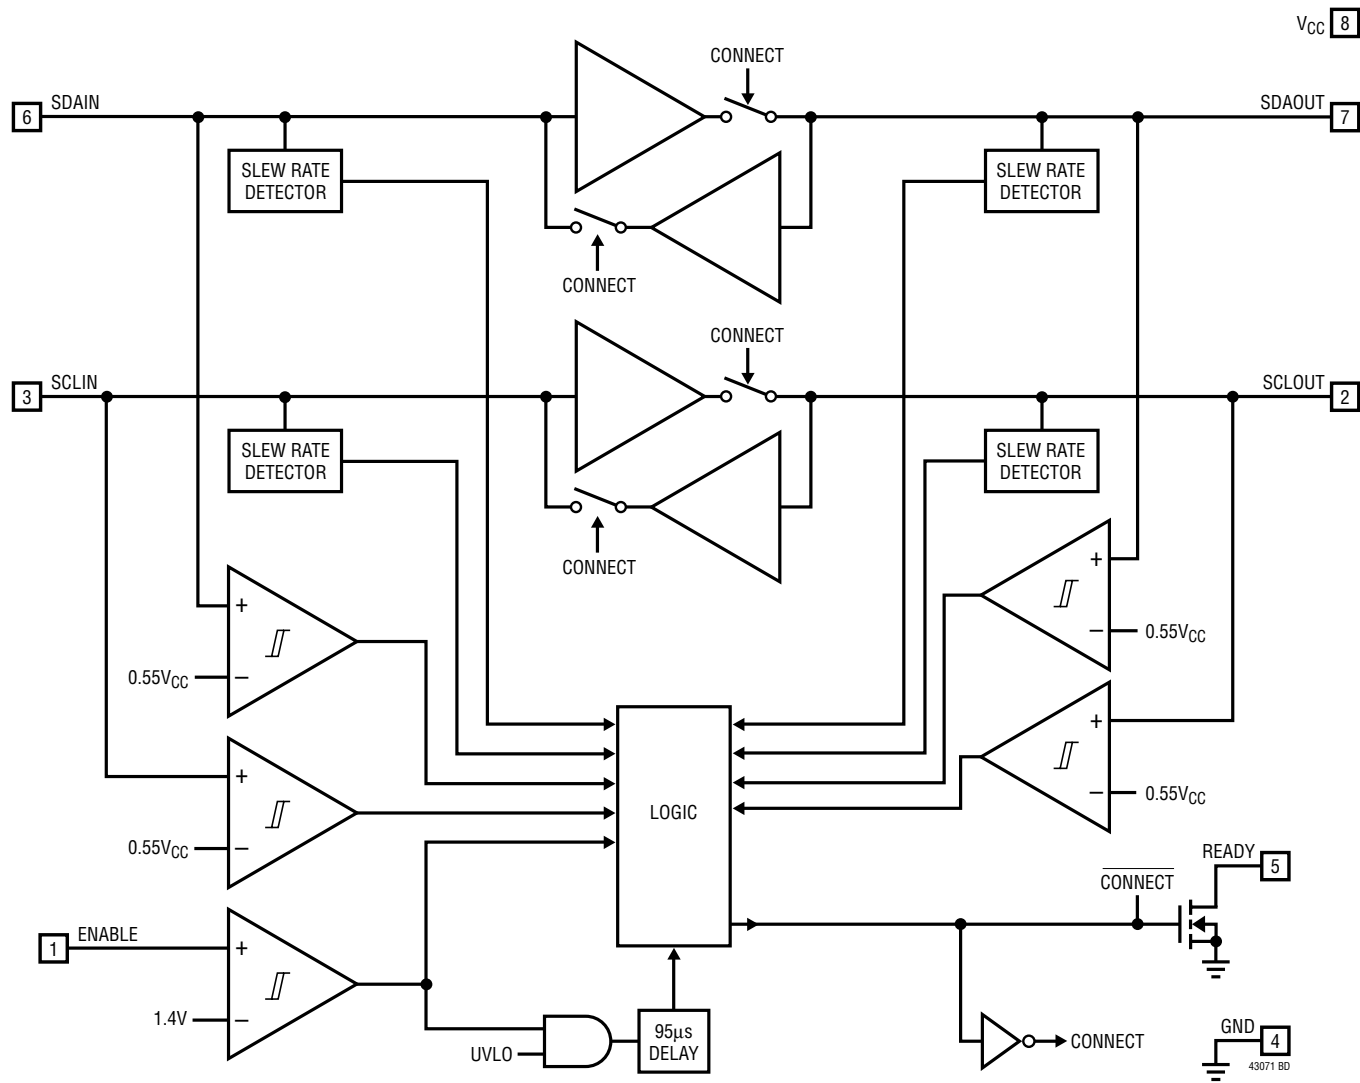 VCC 8
CONNECT
6 SDAIN
SDAOUT 7
SLEW RATE
DETECTOR
SLEW RATE
DETECTOR
CONNECT
CONNECT
3 SCLIN
SCLOUT 2
SLEW RATE
DETECTOR
SLEW RATE
DETECTOR
CONNECT
+
+
− 0.55VCC
0.55VCC −
+
+
− 0.55VCC
LOGIC
0.55VCC −
READY 5
CONNECT
1 ENABLE
+
1.4V −
95µs
DELAY
UVLO
CONNECT
GND 4
43071 BD